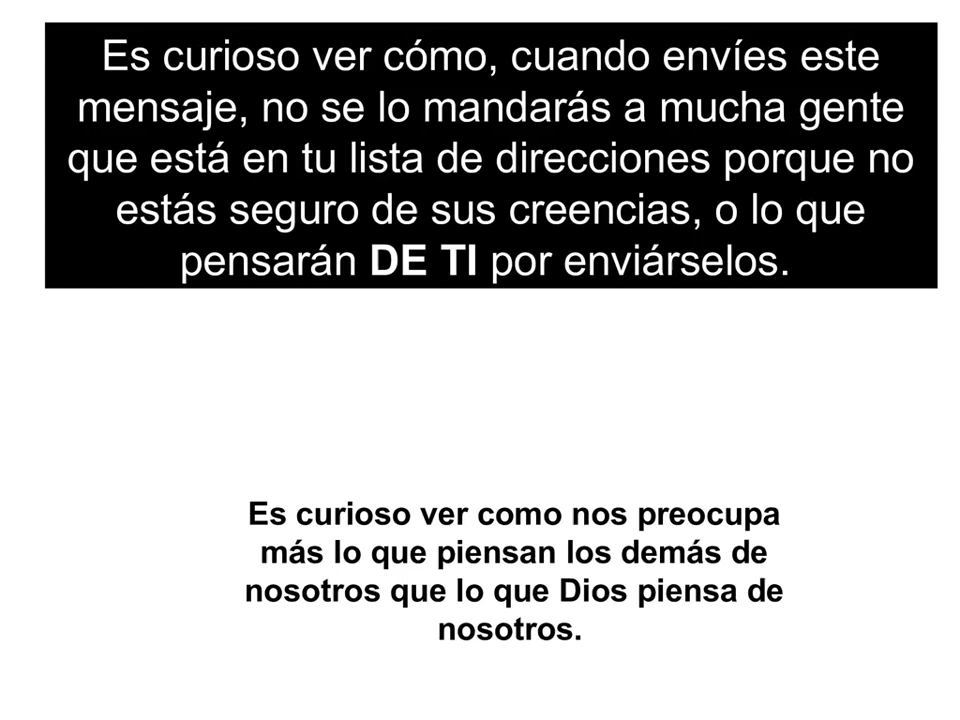 Es curioso ver cómo, cuando envíes este
mensaje, no se lo mandarás a mucha gente
que está en tu lista de direcciones porque no
estás seguro de sus creencias, o lo que
pensarán DE TI por enviárselos.
Es curioso ver como nos preocupa
más lo que piensan los demás de
nosotros que lo que Dios piensa de
nosotros.